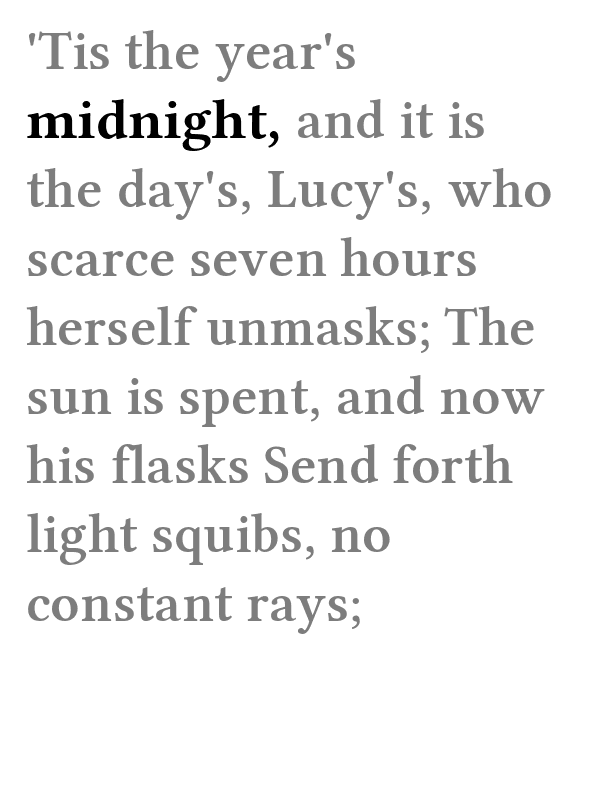 'Tis the year's
midnight, and it is
the day's, Lucy's, who
scarce seven hours
herself unmasks; The
sun is spent, and now
his flasks Send forth
light squibs, no
constant rays;